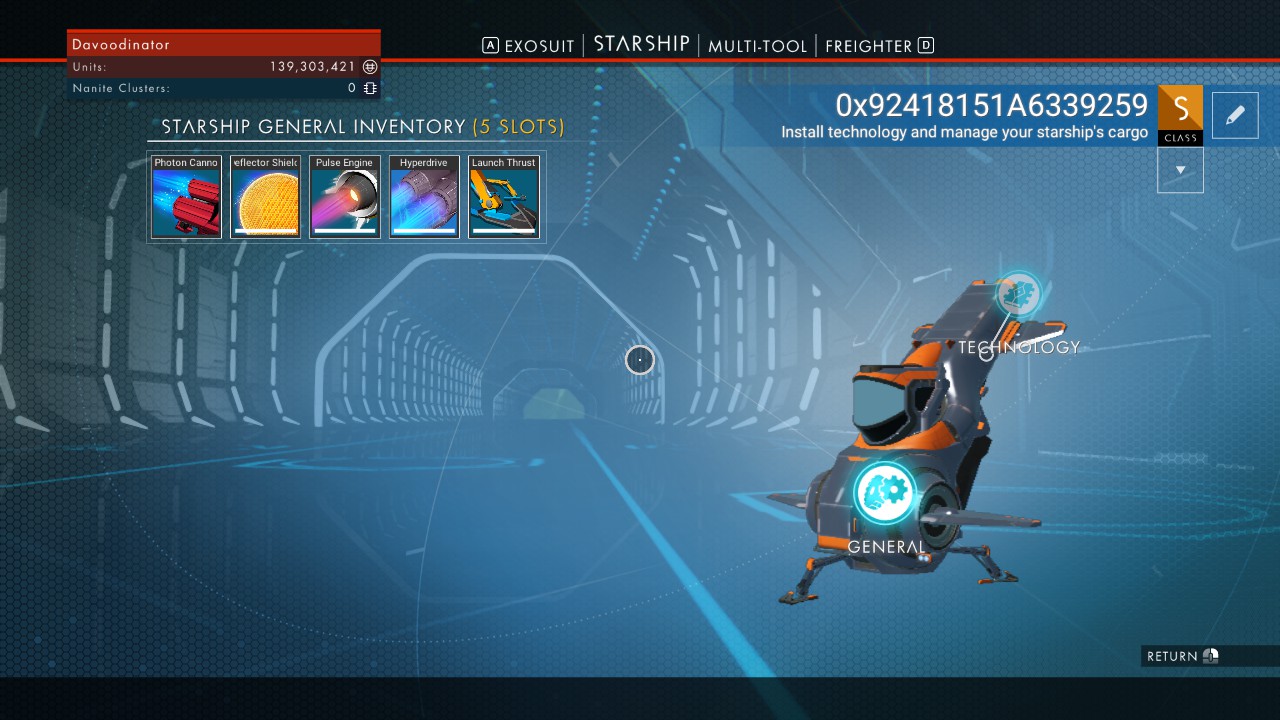 Davoodinator
Units: 139,303,421
Nanite Clusters: 0
A EXOSUIT STARSHIP MULTI-TOOL FREIGHTER D
0x92418151A6339259
Install technology and manage your starship's cargo
S
CLASS
STARSHIP GENERAL INVENTORY (5 SLOTS)
Photon Canno eflector Shielc Pulse Engine Hyperdrive Launch Thrust
TECHNOLOGY
GENERAL
RETURN